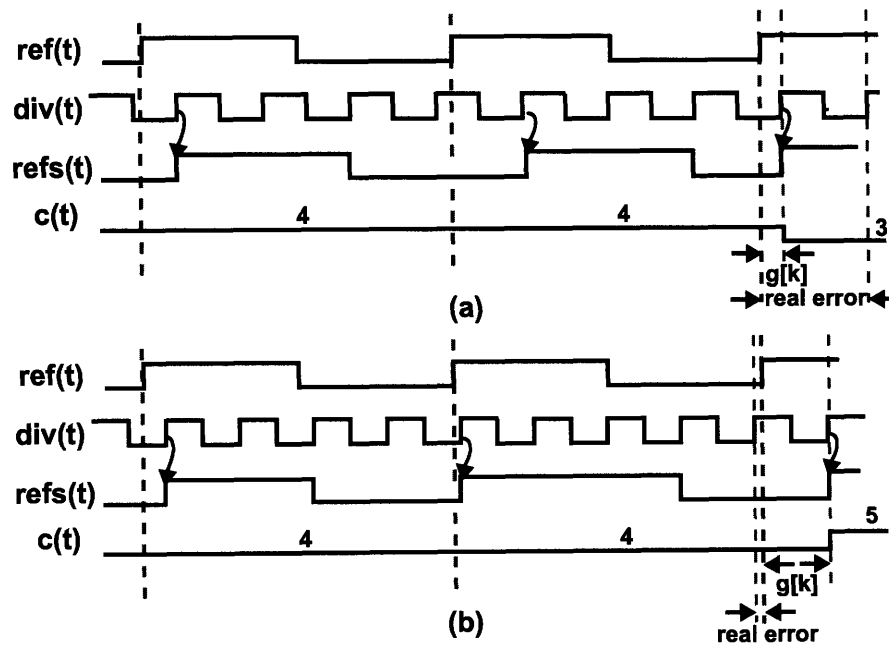 ref(t)
div(t)
refs(t)
c(t)
4
4
3
g[k]
real error
(a)
ref(t)
div(t)
refs(t)
c(t)
4
4
5
g[k]
real error
(b)